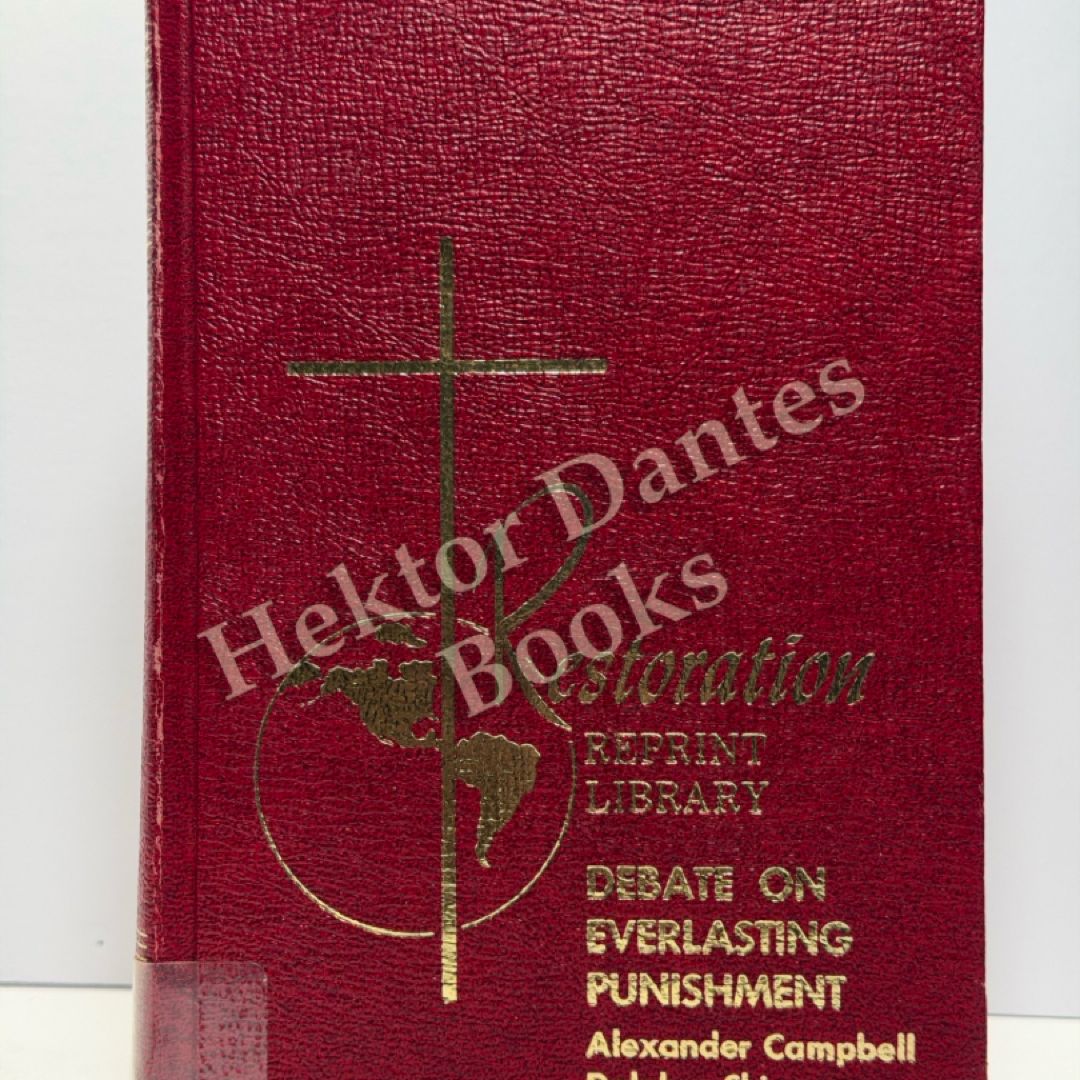 Restoration
REPRINT
LIBRARY
DEBATE ON
EVERLASTING
PUNISHMENT
Alexander Campbell
Hektor Dantes
Books